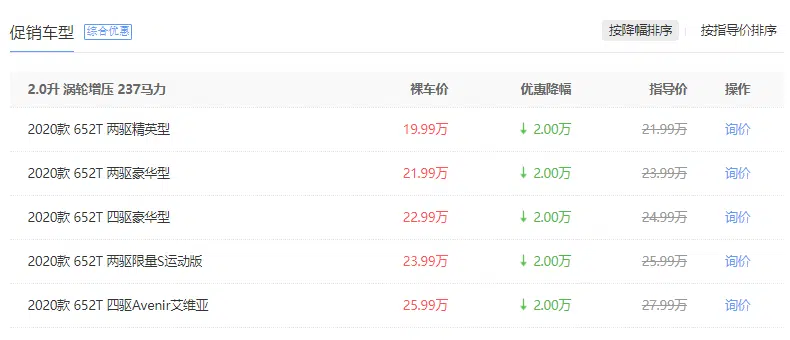 促销车型 综合优惠 按降幅排序 按指导价排序
2.0升 涡轮增压 237马力 裸车价 优惠降幅 指导价 操作
2020款 652T 两驱精英型 19.99万 ↓ 2.00万 21.99万 询价
2020款 652T 两驱豪华型 21.99万 ↓ 2.00万 23.99万 询价
2020款 652T 四驱豪华型 22.99万 ↓ 2.00万 24.99万 询价
2020款 652T 两驱限量S运动版 23.99万 ↓ 2.00万 25.99万 询价
2020款 652T 四驱Avenir艾维亚 25.99万 ↓ 2.00万 27.99万 询价